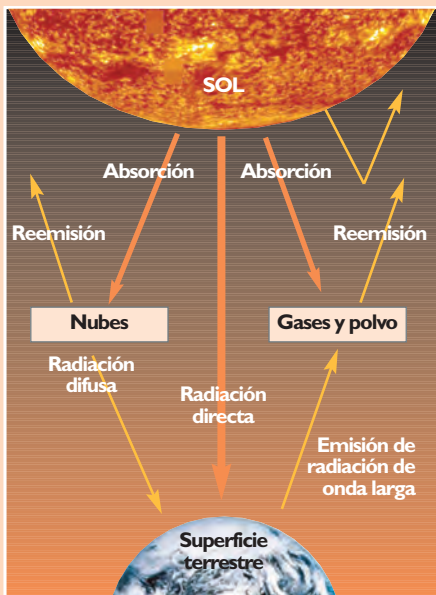 SOL
Absorción
Absorción
Reemisión
Reemisión
Nubes
Gases y polvo
Radiación
difusa
Radiación
directa
Emisión de
radiación de
onda larga
Superficie
terrestre